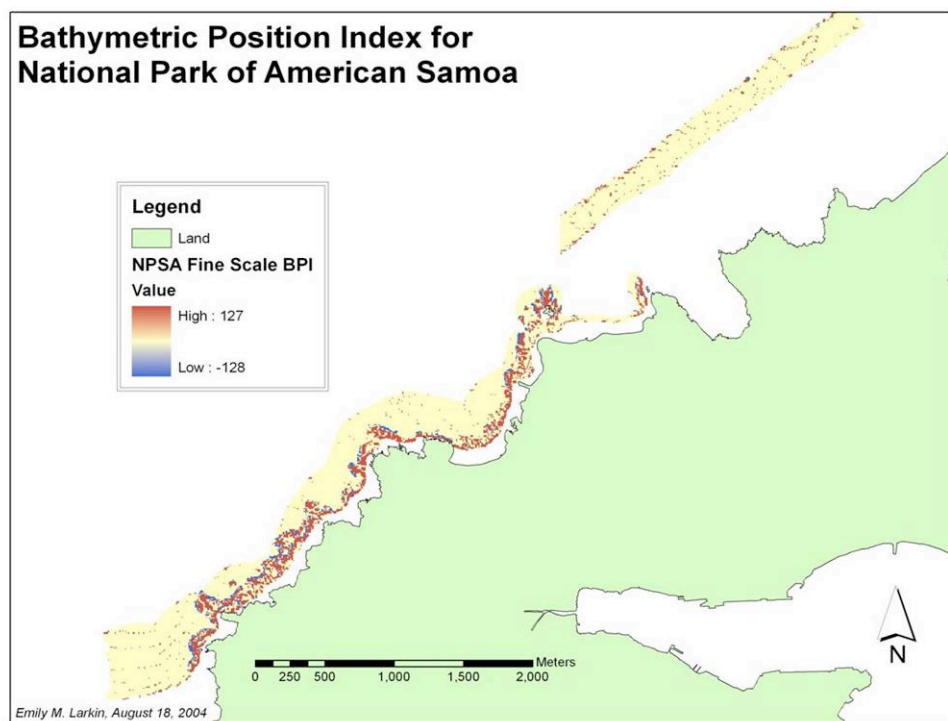 Bathymetric Position Index for
National Park of American Samoa
Legend
Land
NPSA Fine Scale BPI
Value
High : 127
Low : -128
Meters
0 250 500 1,000 1,500 2,000
N
Emily M. Larkin, August 18, 2004